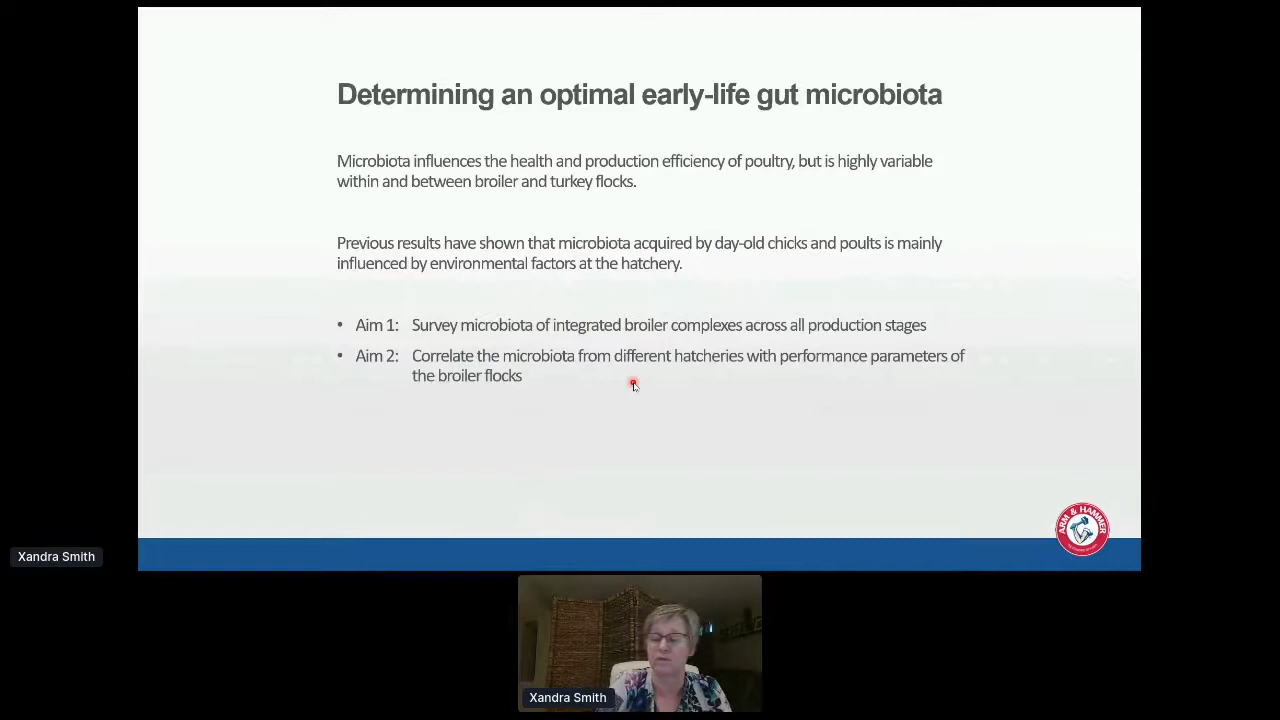 Determining an optimal early-life gut microbiota
Microbiota influences the health and production efficiency of poultry, but is highly variable
within and between broiler and turkey flocks.
Previous results have shown that microbiota acquired by day-old chicks and poults is mainly
influenced by environmental factors at the hatchery.
• Aim 1: Survey microbiota of integrated broiler complexes across all production stages
• Aim 2: Correlate the microbiota from different hatcheries with performance parameters of
the broiler flocks
ARM & HAMMER
Xandra Smith
Xandra Smith